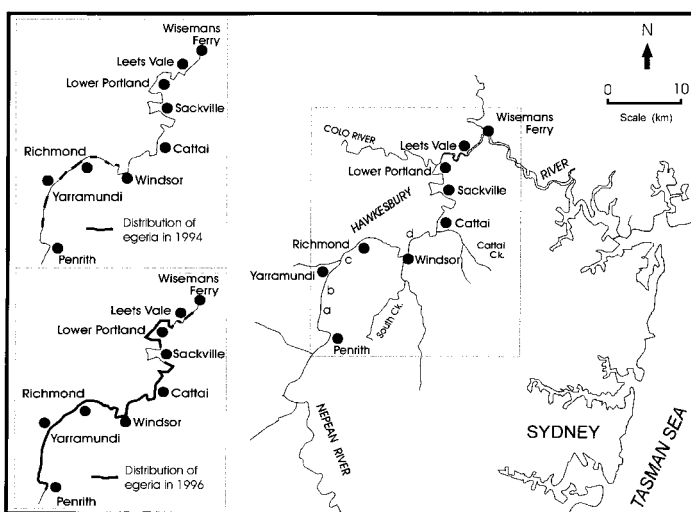 Wisemans
Ferry
Leets Vale
Lower Portland
Sackville
Richmond
Cattai
Windsor
Yarramundi
Distribution of
egeria in 1994
Penrith
Wisemans
Ferry
Leets Vale
Lower Portland
Sackville
Richmond
Cattai
Windsor
Yarramundi
Distribution of
egeria in 1996
Penrith
N
0 10
Scale (km)
Wisemans
Ferry
COLO RIVER
Leets Vale
Lower Portland
RIVER
Sackville
HAWKESBURY
Cattai
Richmond
d
Cattai
Ck.
c
Windsor
Yarramundi
b
a
South Ck.
Penrith
NEPEAN RIVER
SYDNEY
TASMAN SEA